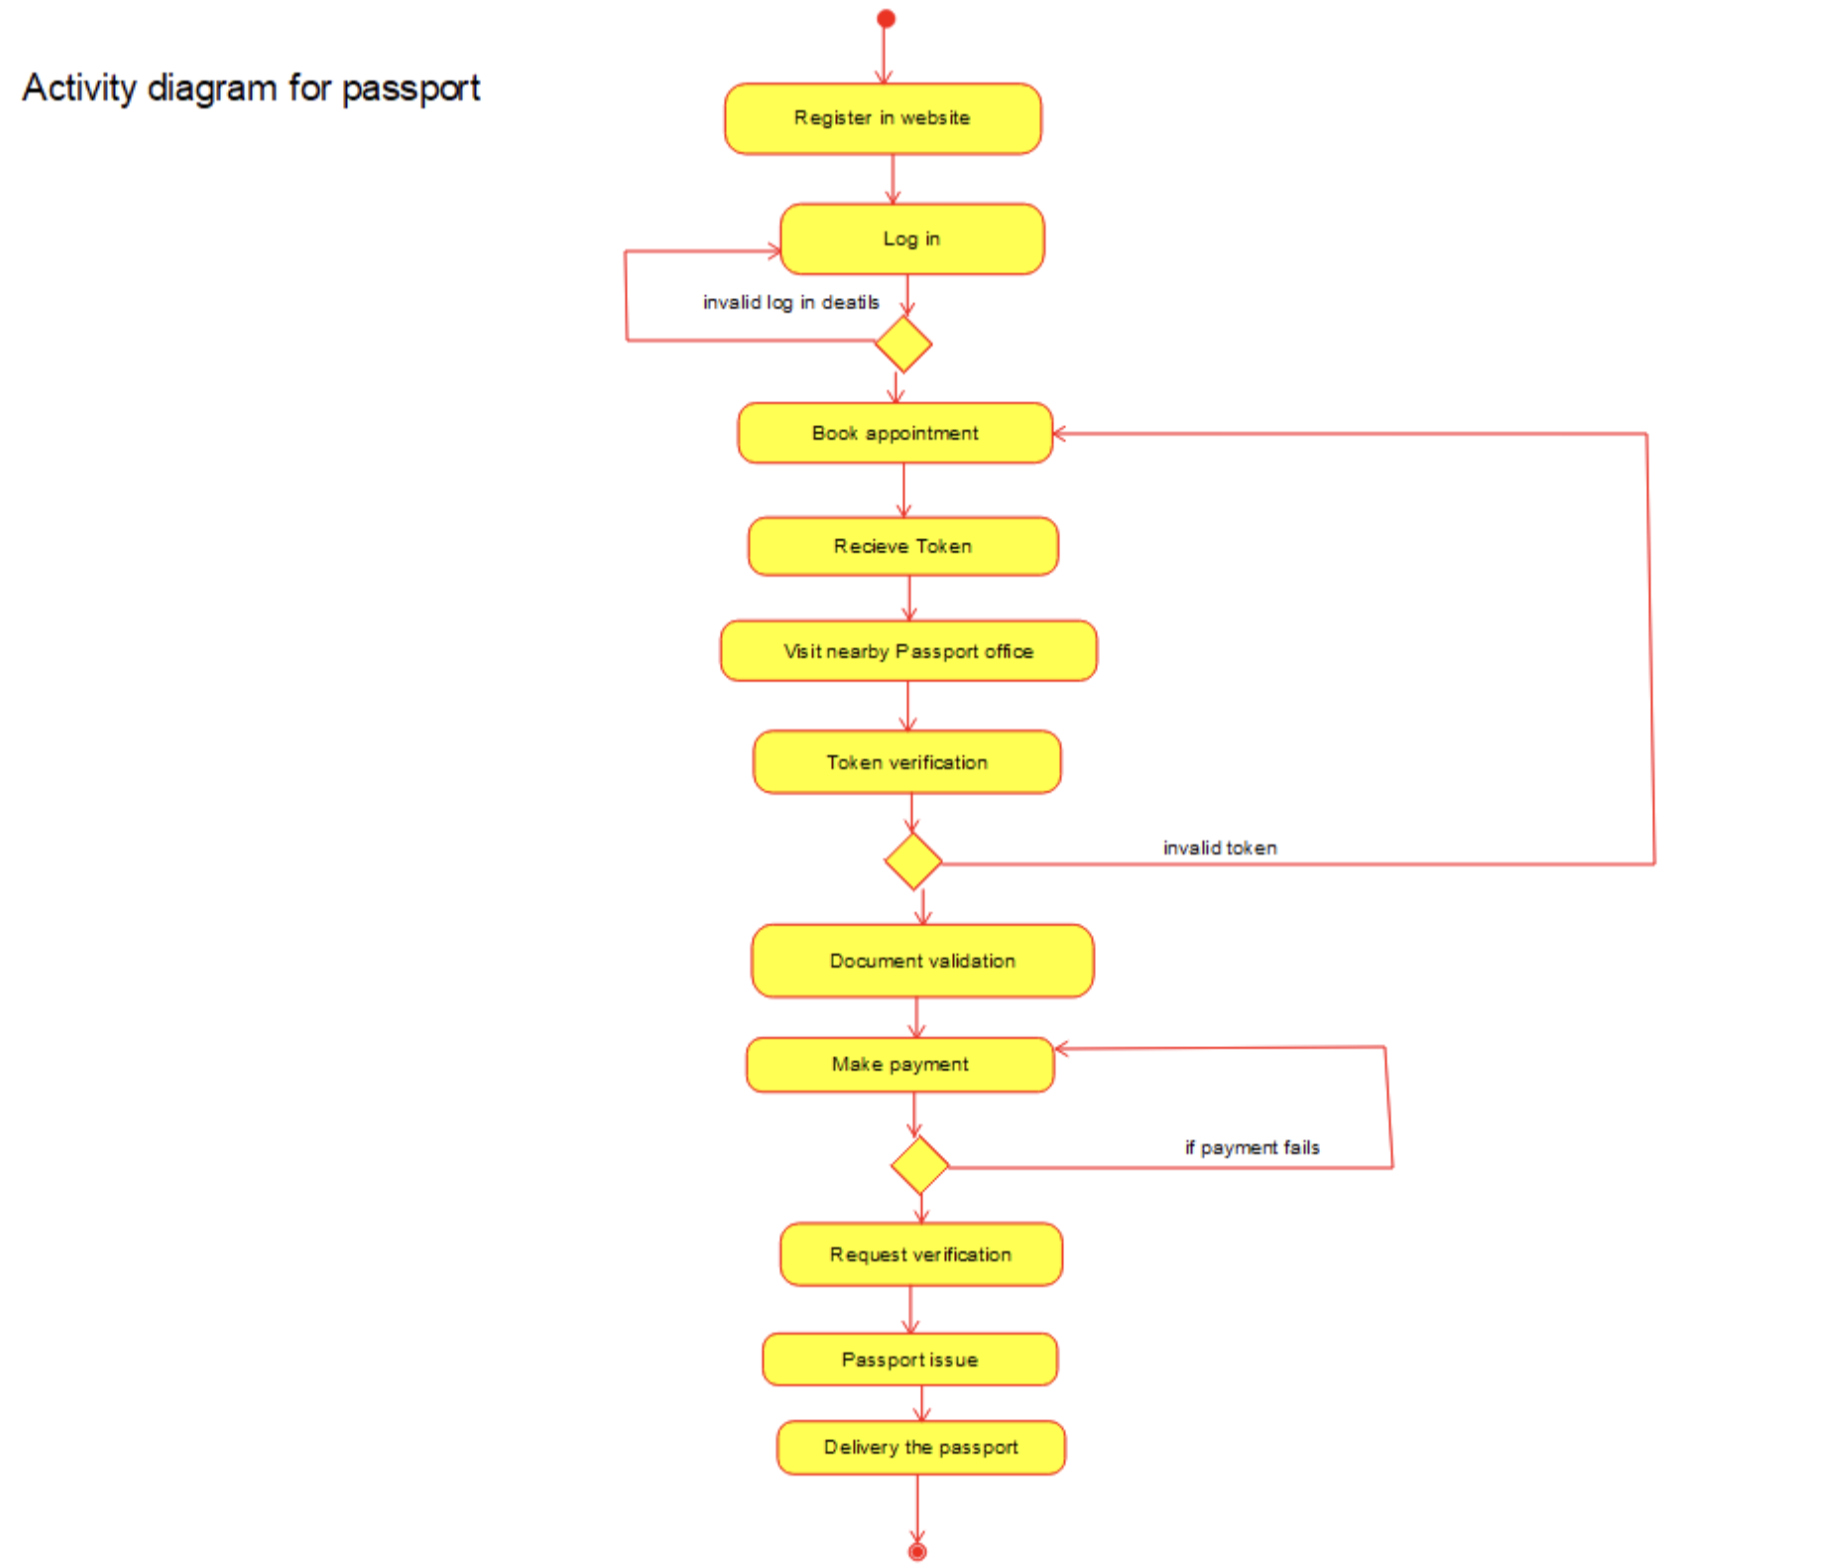 Activity diagram for passport
Register in website
Log in
invalid log in deatils
Book appointment
Recieve Token
Visit nearby Passport office
Token verification
invalid token
Document validation
Make payment
if payment fails
Request verification
Passport issue
Delivery the passport